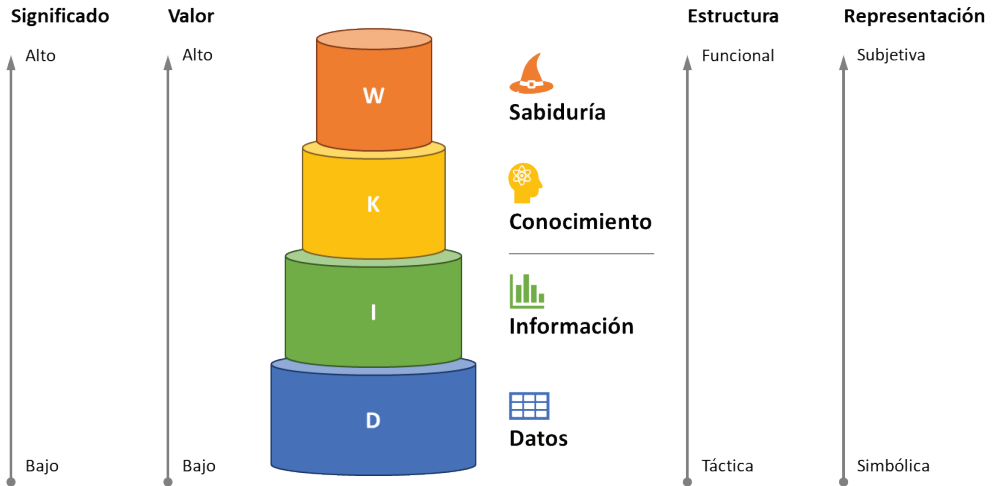 Significado
Valor
Estructura
Representación
Alto
Alto
Funcional
Subjetiva
W
Sabiduría
K
Conocimiento
I
Información
D
Datos
Bajo
Bajo
Táctica
Simbólica